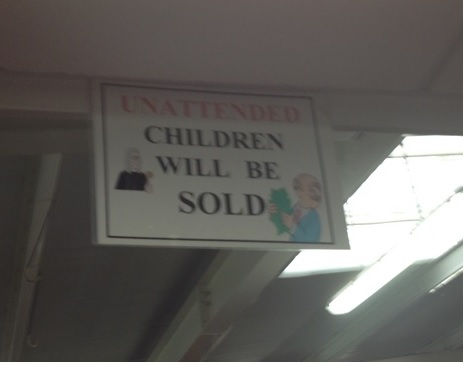 UNATTENDED
CHILDREN
WILL BE
SOLD